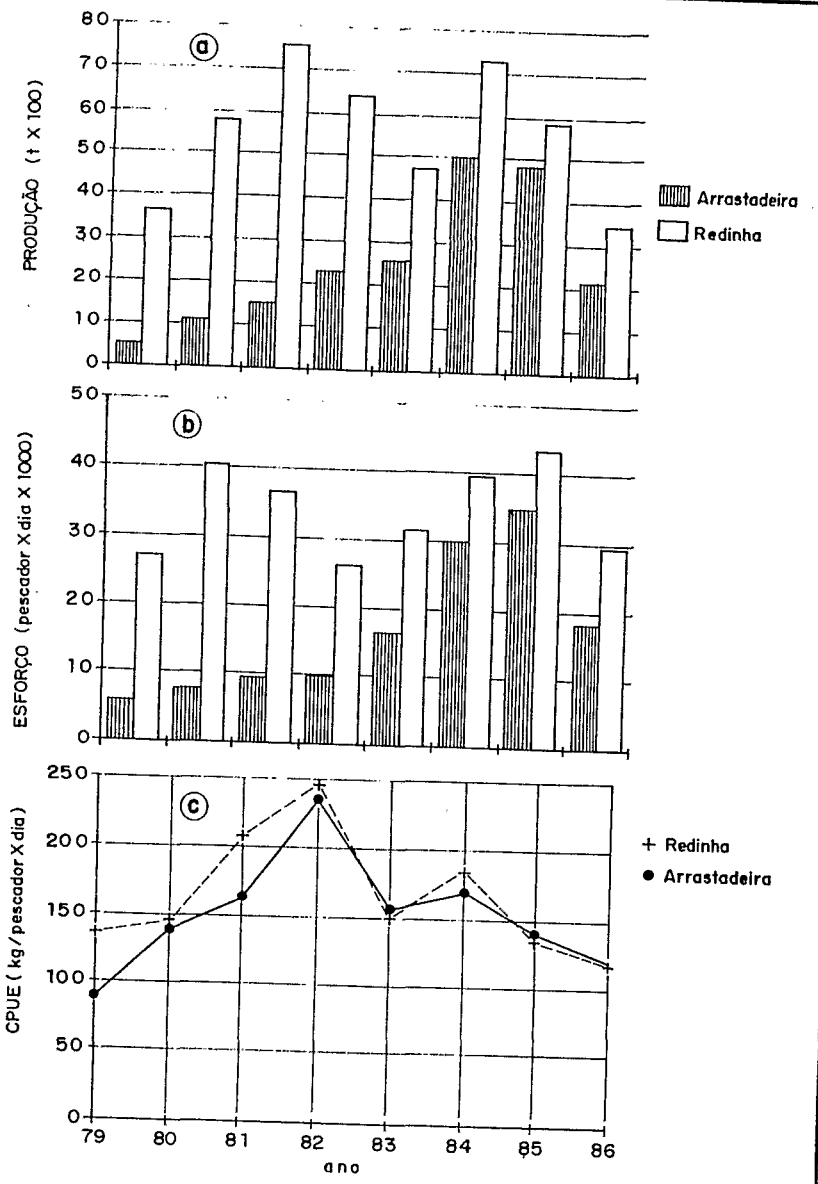 PRODUÇÃO (t X 100)
80
70
60
50
40
30
20
10
0
a
Arrastadeira
Redinha
ESFORÇO (pescador X dia X 1000)
50
40
30
20
10
0
b
CPUE (kg/pescador X dia)
250
200
150
100
50
0
c
Redinha
Arrastadeira
79 80 81 82 83 84 85 86
ano